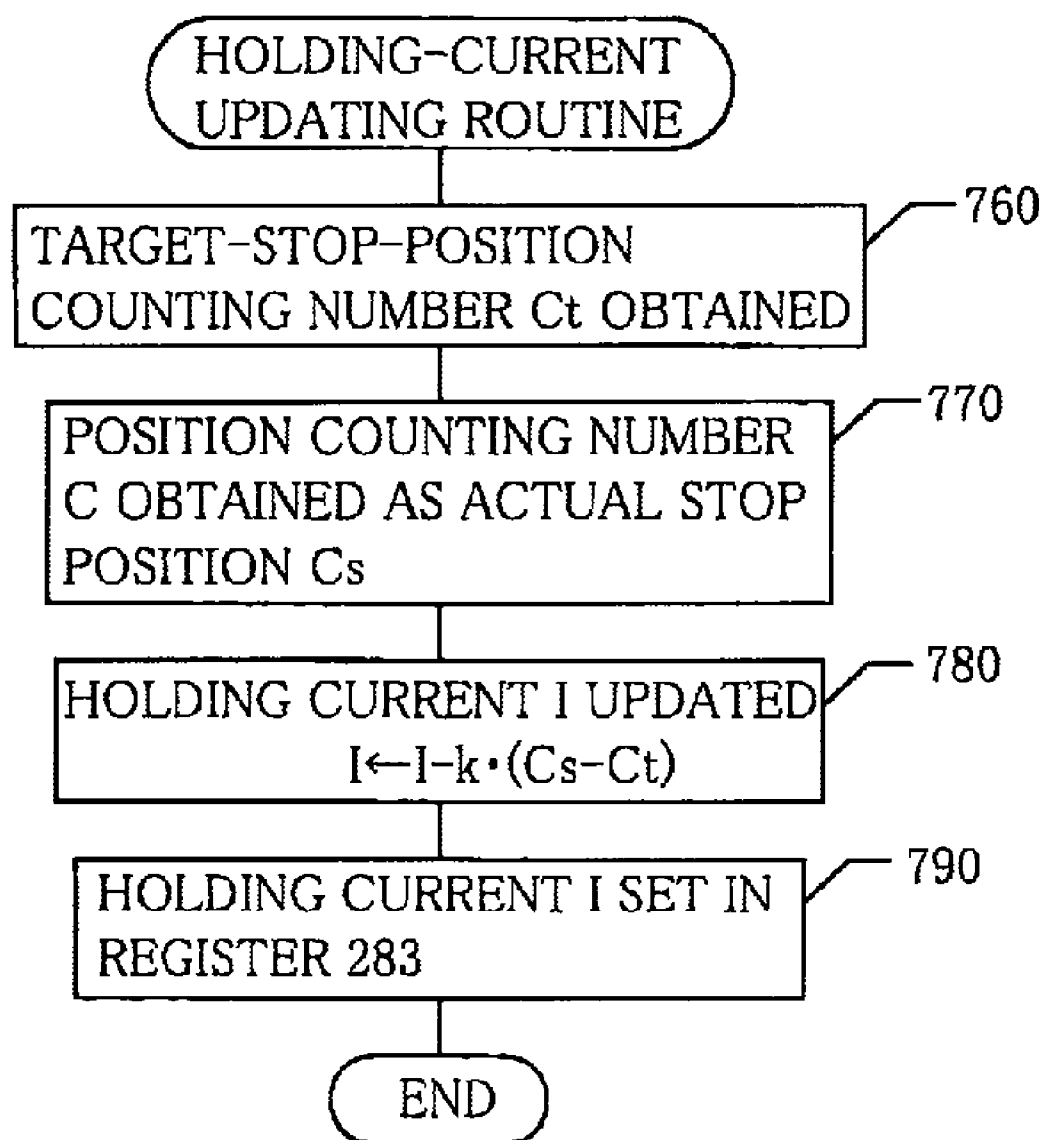 HOLDING-CURRENT
UPDATING ROUTINE
760
TARGET-STOP-POSITION
COUNTING NUMBER Ct OBTAINED
770
POSITION COUNTING NUMBER
C OBTAINED AS ACTUAL STOP
POSITION Cs
780
HOLDING CURRENT I UPDATED
I←I-k·(Cs-Ct)
790
HOLDING CURRENT I SET IN
REGISTER 283
END